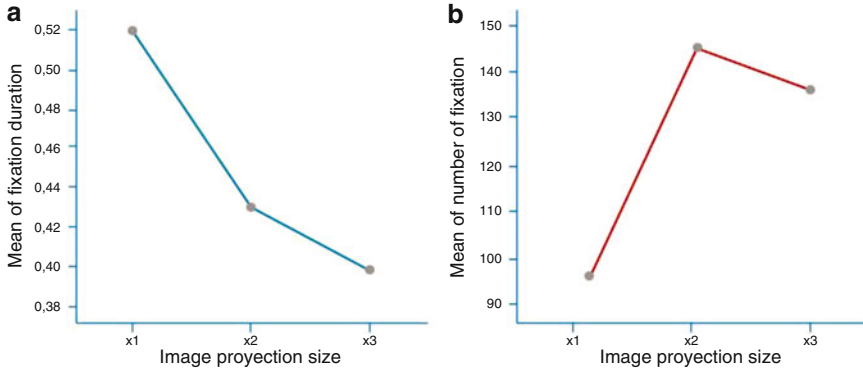 a
Mean of fixation duration
0,52
0,50
0,48
0,46
0,44
0,42
0,40
0,38
x1 x2 x3
Image proyection size
b
Mean of number of fixation
150
140
130
120
110
100
90
x1 x2 x3
Image proyection size